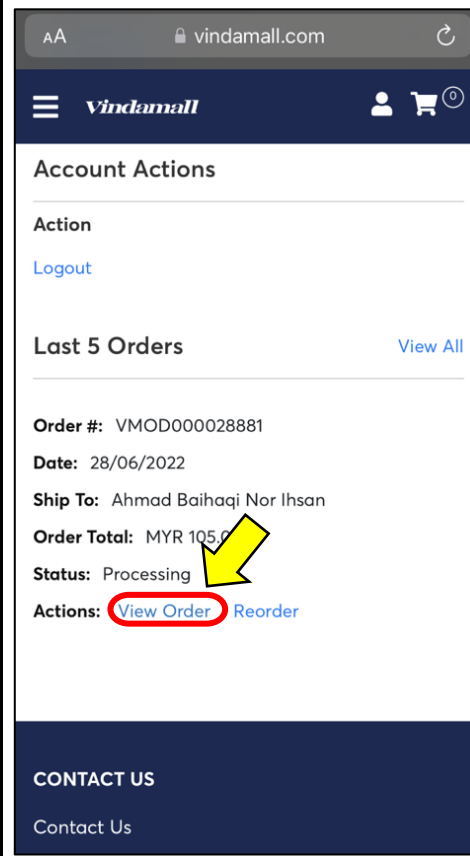 AA vindamall.com
Vindamall 0
Account Actions
Action
Logout
Last 5 Orders View All
Order #: VMOD000028881
Date: 28/06/2022
Ship To: Ahmad Baihaqi Nor Ihsan
Order Total: MYR 105.0
Status: Processing
Actions: View Order Reorder
CONTACT US
Contact Us